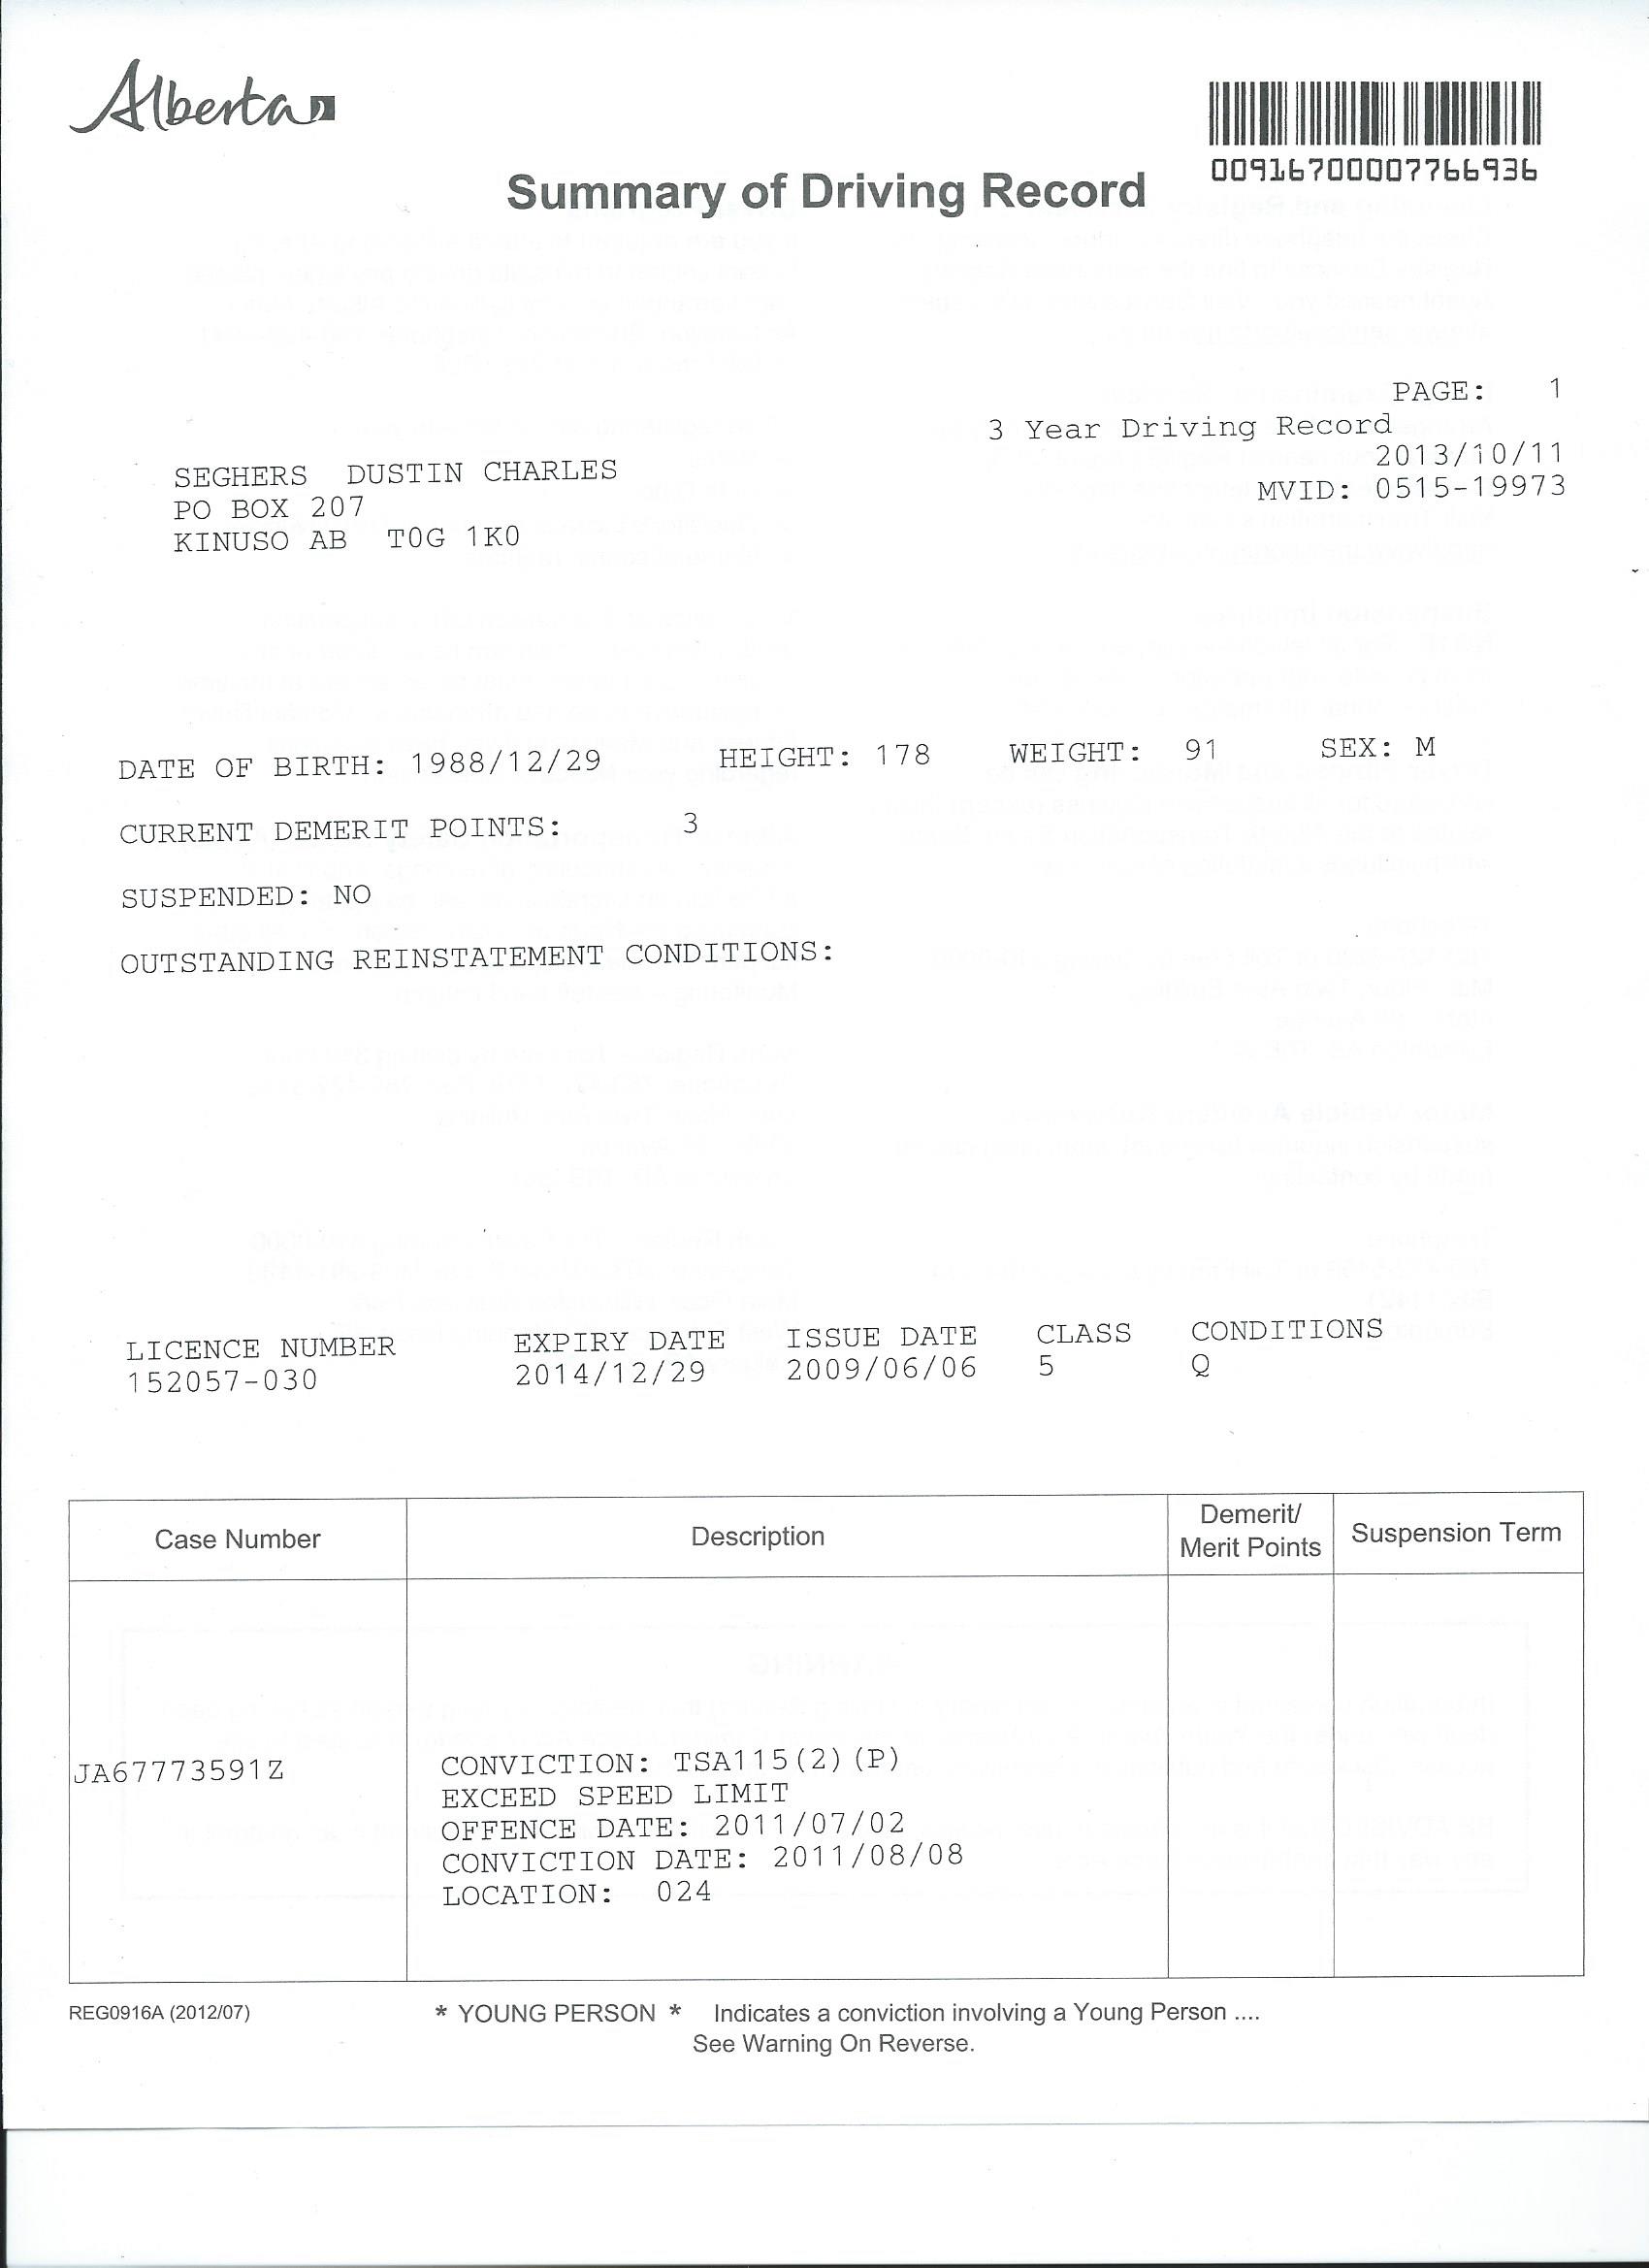 Alberta
00916700007766936
Summary of Driving Record
PAGE: 1
3 Year Driving Record
2013/10/11
MVID: 0515-19973
SEGHERS DUSTIN CHARLES
PO BOX 207
KINUSO AB T0G 1K0
DATE OF BIRTH: 1988/12/29 HEIGHT: 178 WEIGHT: 91 SEX: M
CURRENT DEMERIT POINTS: 3
SUSPENDED: NO
OUTSTANDING REINSTATEMENT CONDITIONS:
LICENCE NUMBER EXPIRY DATE ISSUE DATE CLASS CONDITIONS
152057-030 2014/12/29 2009/06/06 5 Q
Case Number Description Demerit/ Merit Points Suspension Term
JA67773591Z CONVICTION: TSA115(2)(P)
EXCEED SPEED LIMIT
OFFENCE DATE: 2011/07/02
CONVICTION DATE: 2011/08/08
LOCATION: 024
REG0916A (2012/07) * YOUNG PERSON * Indicates a conviction involving a Young Person ....
See Warning On Reverse.